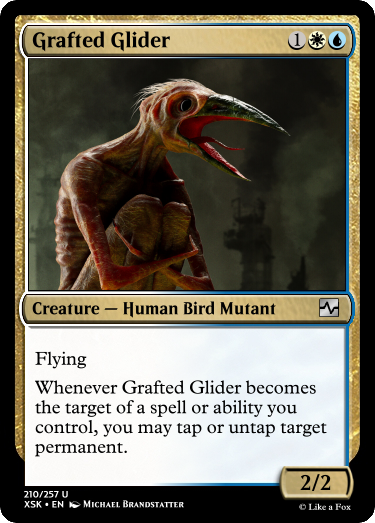 Grafted Glider 1
Creature — Human Bird Mutant
Flying
Whenever Grafted Glider becomes
the target of a spell or ability you
control, you may tap or untap target
permanent.
2/2
210/257 U
XSK • EN Michael Brandstatter
© Like a Fox